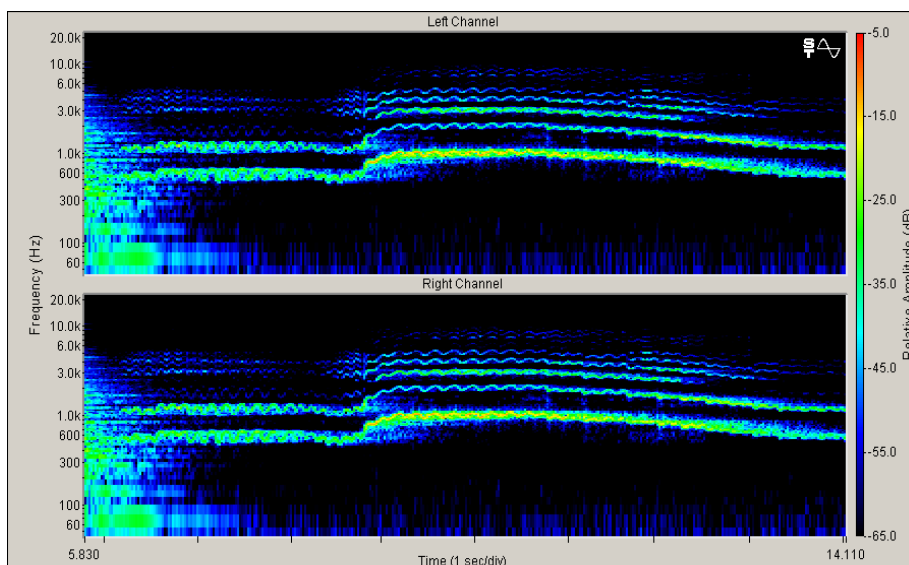 Left Channel
20.0k
10.0k
6.0k
3.0k
1.0k
600
300
100
60
S
T
Right Channel
20.0k
10.0k
6.0k
3.0k
1.0k
600
300
100
60
Frequency (Hz)
5.830
Time (1 sec/div)
14.110
-5.0
-15.0
-25.0
-35.0
-45.0
-55.0
-65.0
Relative Amplitude (dB)